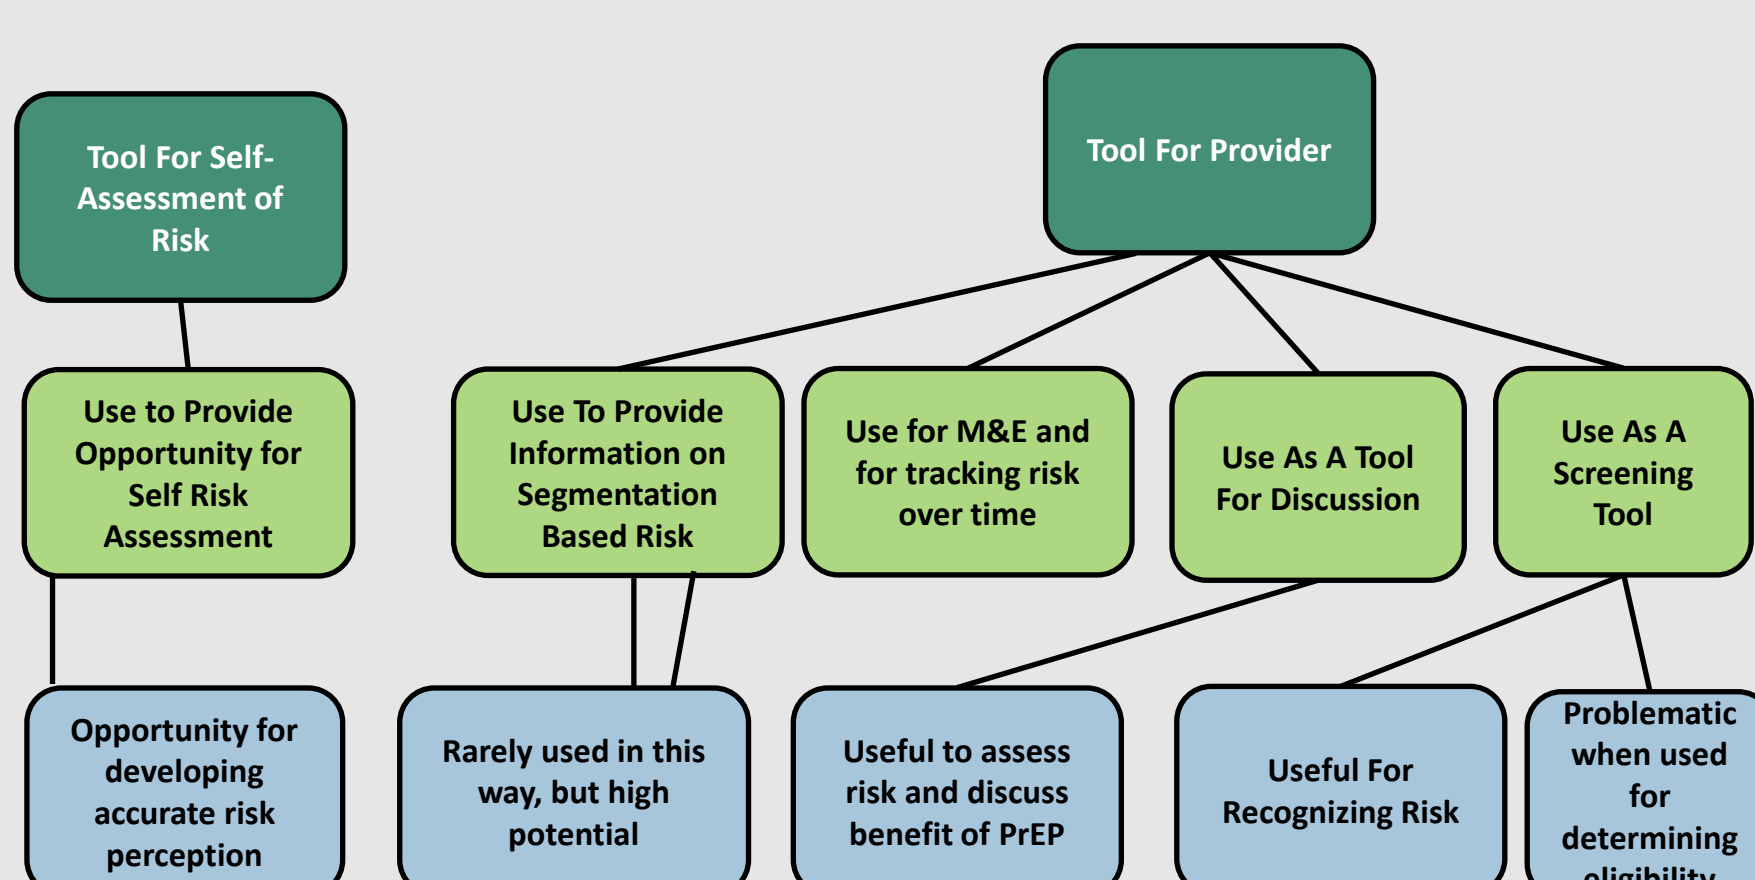 Tool For Self-
Assessment of
Risk
Tool For Provider
Use to Provide
Opportunity for
Self Risk
Assessment
Use To Provide
Information on
Segmentation
Based Risk
Use for M&E and
for tracking risk
over time
Use As A Tool
For Discussion
Use As A
Screening
Tool
Opportunity for
developing
accurate risk
perception
Rarely used in this
way, but high
potential
Useful to assess
risk and discuss
benefit of PrEP
Useful For
Recognizing Risk
Problematic
when used
for
determining
eligibility